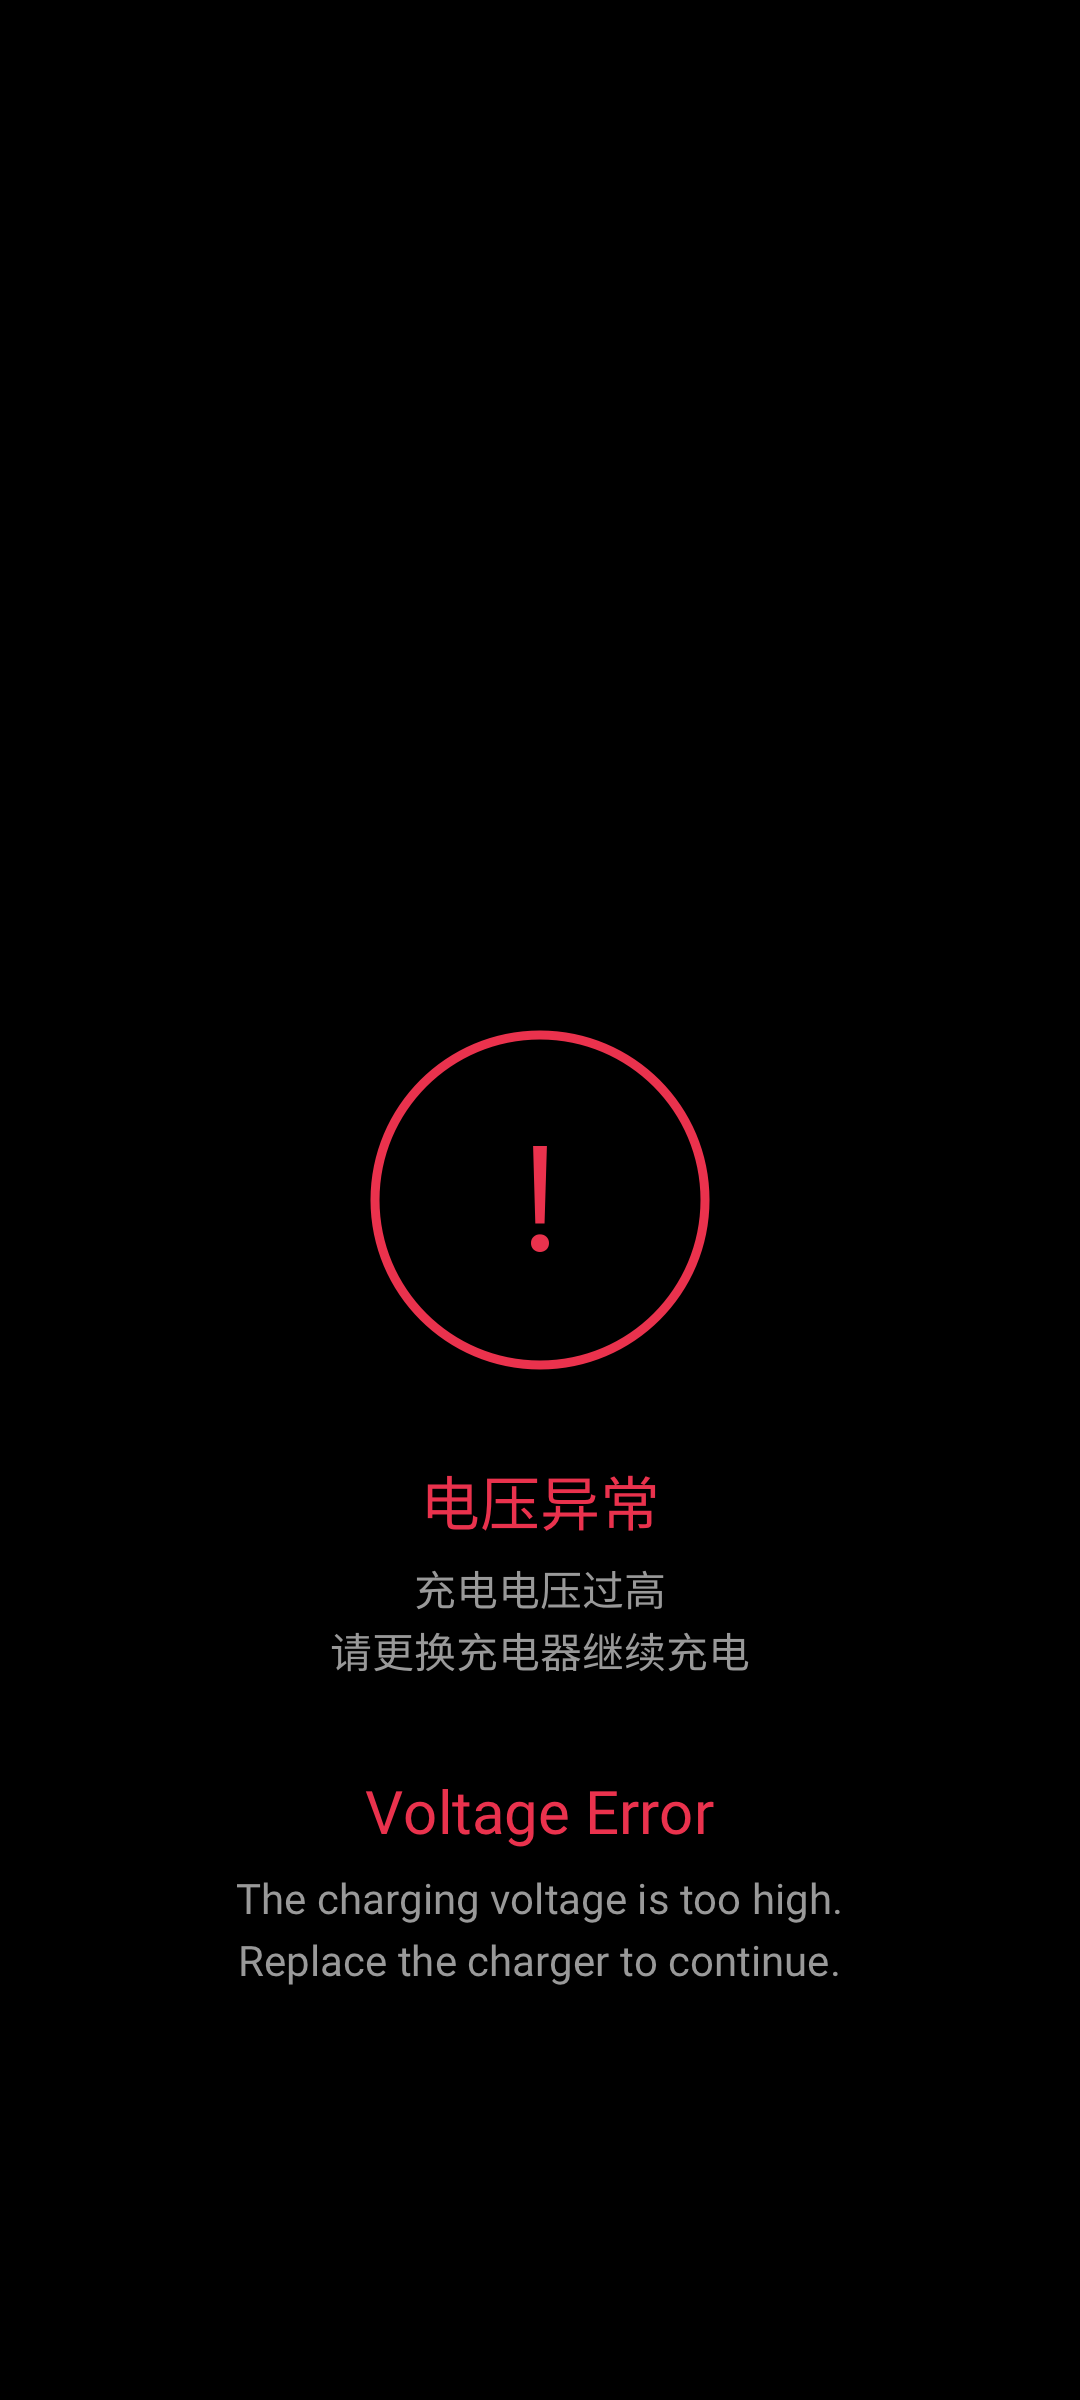 电压异常
充电电压过高
请更换充电器继续充电
Voltage Error
The charging voltage is too high.
Replace the charger to continue.